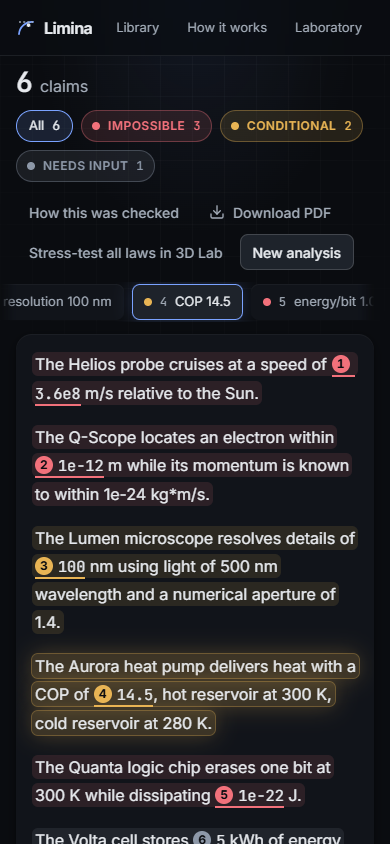 Limina Library How it works Laboratory
6 claims
All 6 IMPOSSIBLE 3 CONDITIONAL 2
NEEDS INPUT 1
How this was checked Download PDF
Stress-test all laws in 3D Lab New analysis
resolution 100 nm 4 COP 14.5 5 energy/bit 1.0
The Helios probe cruises at a speed of 1
3.6e8 m/s relative to the Sun.
The Q-Scope locates an electron within
2 1e-12 m while its momentum is known
to within 1e-24 kg*m/s.
The Lumen microscope resolves details of
3 100 nm using light of 500 nm
wavelength and a numerical aperture of
1.4.
The Aurora heat pump delivers heat with a
COP of 4 14.5, hot reservoir at 300 K,
cold reservoir at 280 K.
The Quanta logic chip erases one bit at
300 K while dissipating 5 1e-22 J.
The Volta cell stores 6 5 kWh of energy